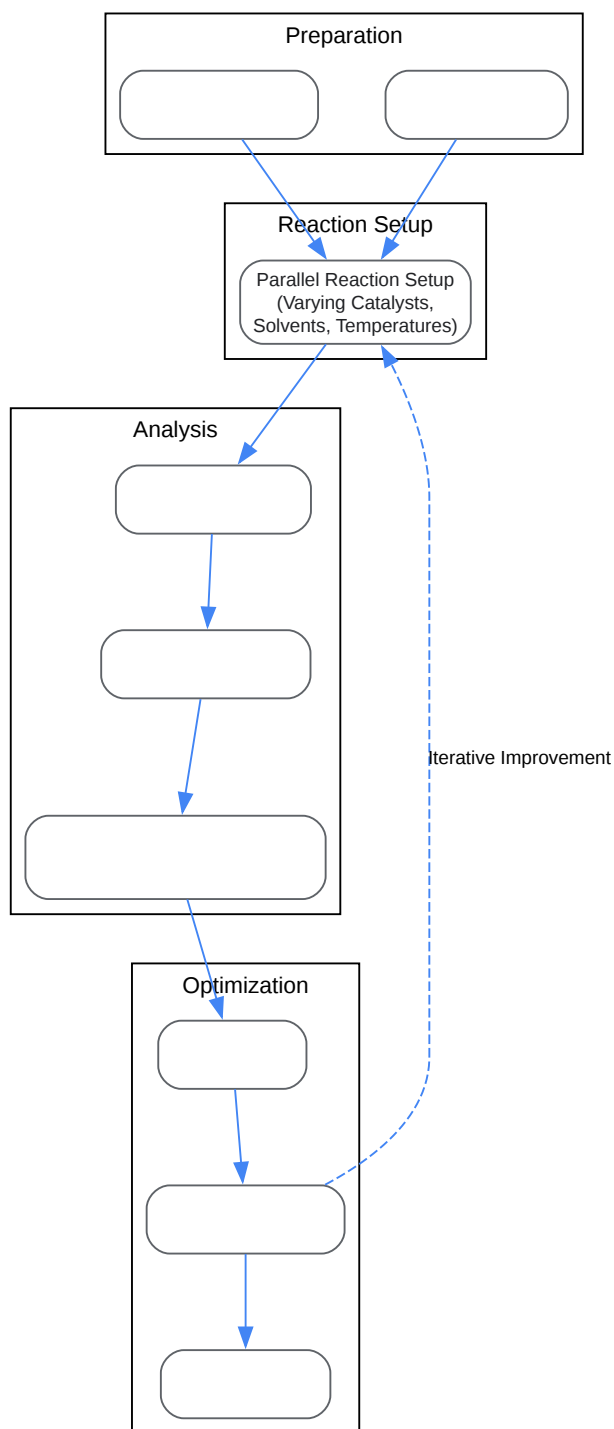 Preparation
Reaction Setup
Parallel Reaction Setup
(Varying Catalysts,
Solvents, Temperatures)
Analysis
Iterative Improvement
Optimization